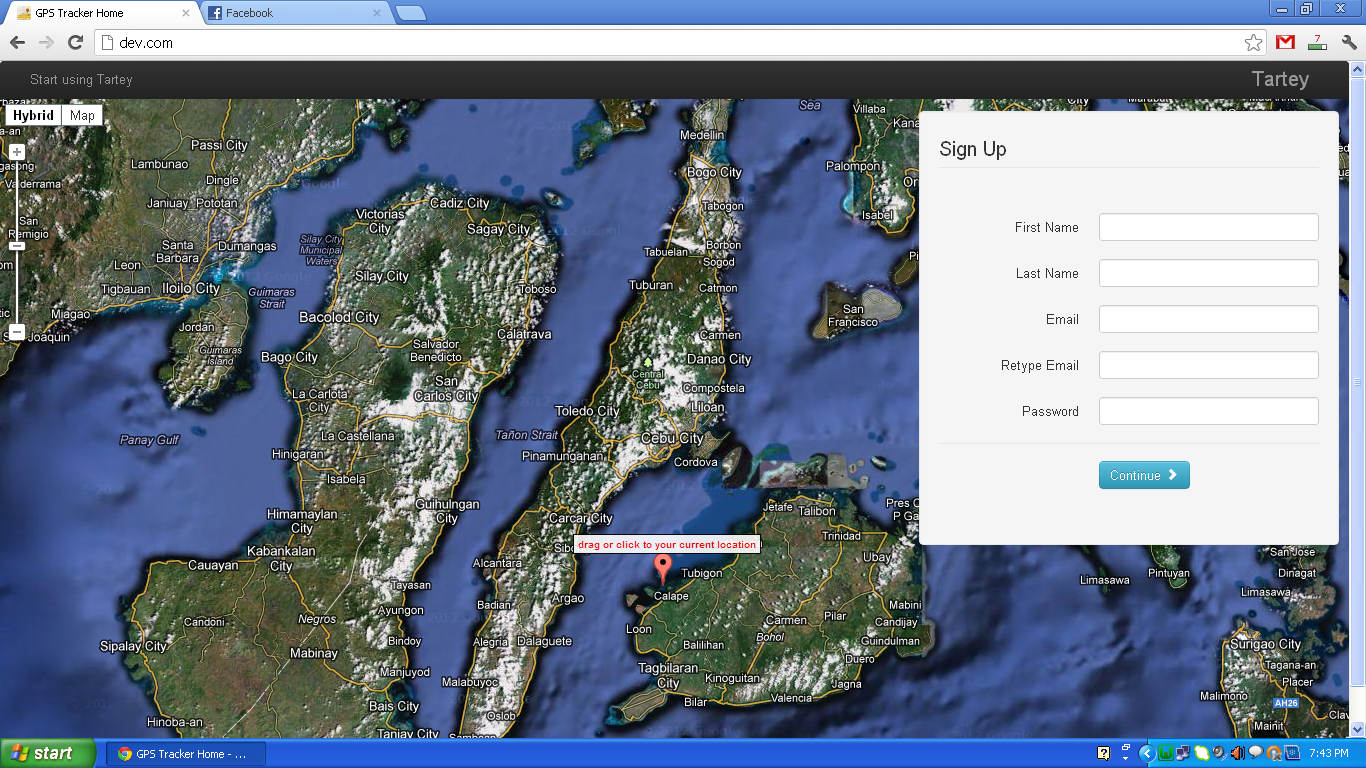 GPS Tracker Home
Facebook
dev.com
7
Start using Tartey
Tartey
Hybrid
Map
Sign Up
First Name
Last Name
Email
Retype Email
Password
Continue
Sea
Villaba
Medellin
Passi City
Lambunao
Palompon
Bogo City
Dingle
Valderrama
Janiuay
Pototan
Cadiz City
Tabogon
Victorias City
Isabel
San Remigio
Sagay City
Dumangas
Santa Barbara
Silay City Municipal Waters
Borbon
Tabuelan
Sogod
Leon
Silay City
Tigbauan
Iloilo City
Guimaras Strait
Toboso
Tuburan
Catmon
Miagao
Jordan
Bacolod City
San Francisco
Joaquin
Calatrava
Carmen
Guimaras Island
Bago City
Salvador Benedicto
Danao City
Central Cebu
San Carlos City
Compostela
La Carlota City
Toledo City
Liloan
Panay Gulf
La Castellana
Tañon Strait
Cebu City
Hinigaran
Pinamungahan
Cordova
Isabela
Guihulngan City
Jetafe
Talibon
Himamaylan City
Carcar City
Trinidad
drag or click to your current location
Kabankalan City
Ubay
San Jose
Cauayan
Alcantara
Tubigon
Dinagat
Pintuyan
Limasawa
Tayasan
Calape
Limasawa
Argao
Badian
Mabini
Ayungon
Candoni
Negros
Carmen
Pilar
Candijay
Loon
Bohol
Sipalay City
Bindoy
Alegria
Dalaguete
Balilihan
Guindulman
Surigao City
Mabinay
Duero
Tagbilaran City
Tagana-an
Manjuyod
Kinoguitan
Placer
Malabuyoc
Jagna
Valencia
Malimono
Bais City
Bilar
AH26
Oslob
Hinoba-an
Mainit
Tanjay City
start
GPS Tracker Home - ...
7:43 PM